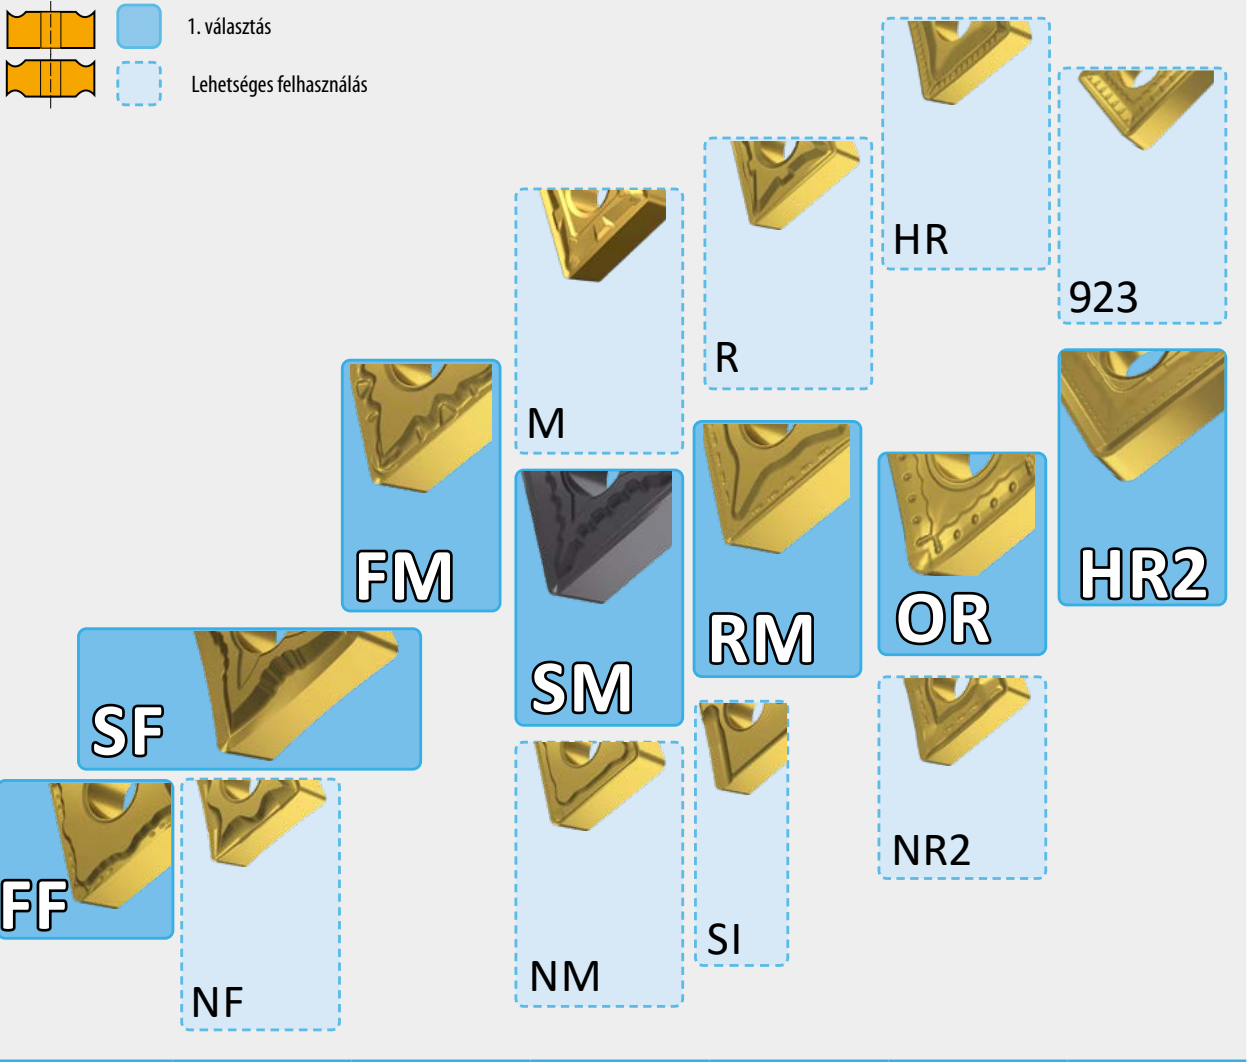 1. választás
Lehetséges felhasználás
HR
923
R
M
FM
HR2
OR
RM
SM
SF
NR2
FF
SI
NM
NF